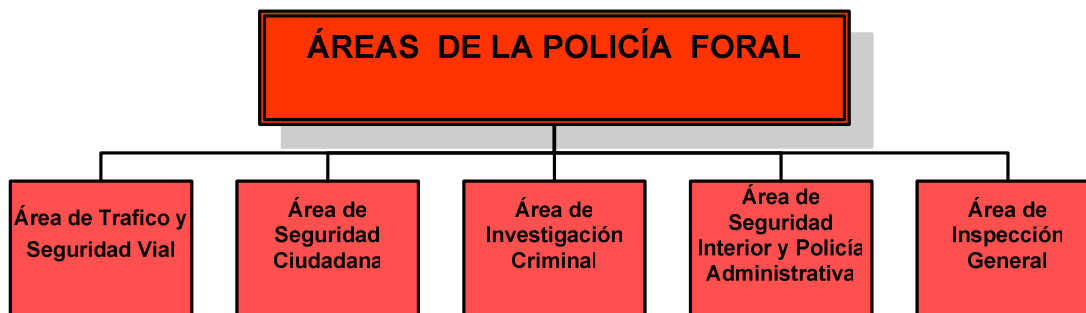 ÁREAS DE LA POLICÍA FORAL
Área de Trafico y
Seguridad Vial
Área de
Seguridad
Ciudadana
Área de
Investigación
Criminal
Área de
Seguridad
Interior y Policía
Administrativa
Área de
Inspección
General